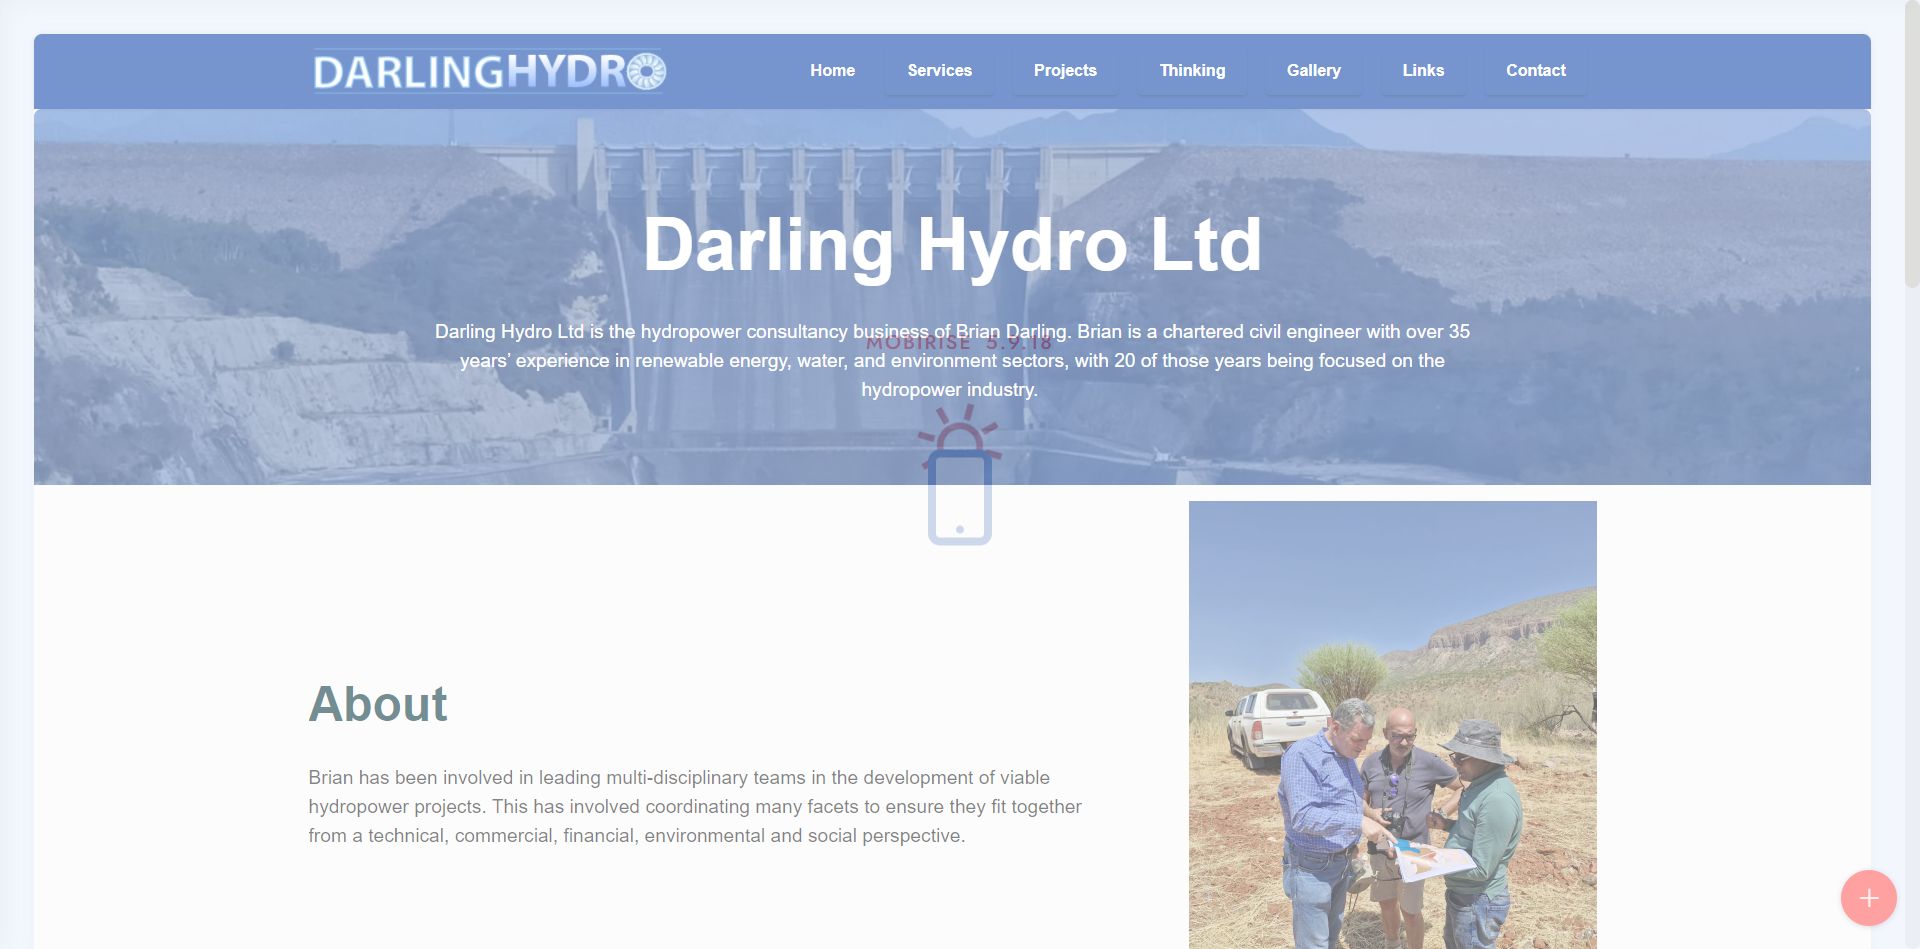 DARLINGHYDRO
Home Services Projects Thinking Gallery Links Contact
Darling Hydro Ltd
Darling Hydro Ltd is the hydropower consultancy business of Brian Darling. Brian is a chartered civil engineer with over 35
MOBIRISE 5.9.18
years' experience in renewable energy, water, and environment sectors, with 20 of those years being focused on the
hydropower industry.
About
Brian has been involved in leading multi-disciplinary teams in the development of viable
hydropower projects. This has involved coordinating many facets to ensure they fit together
from a technical, commercial, financial, environmental and social perspective.